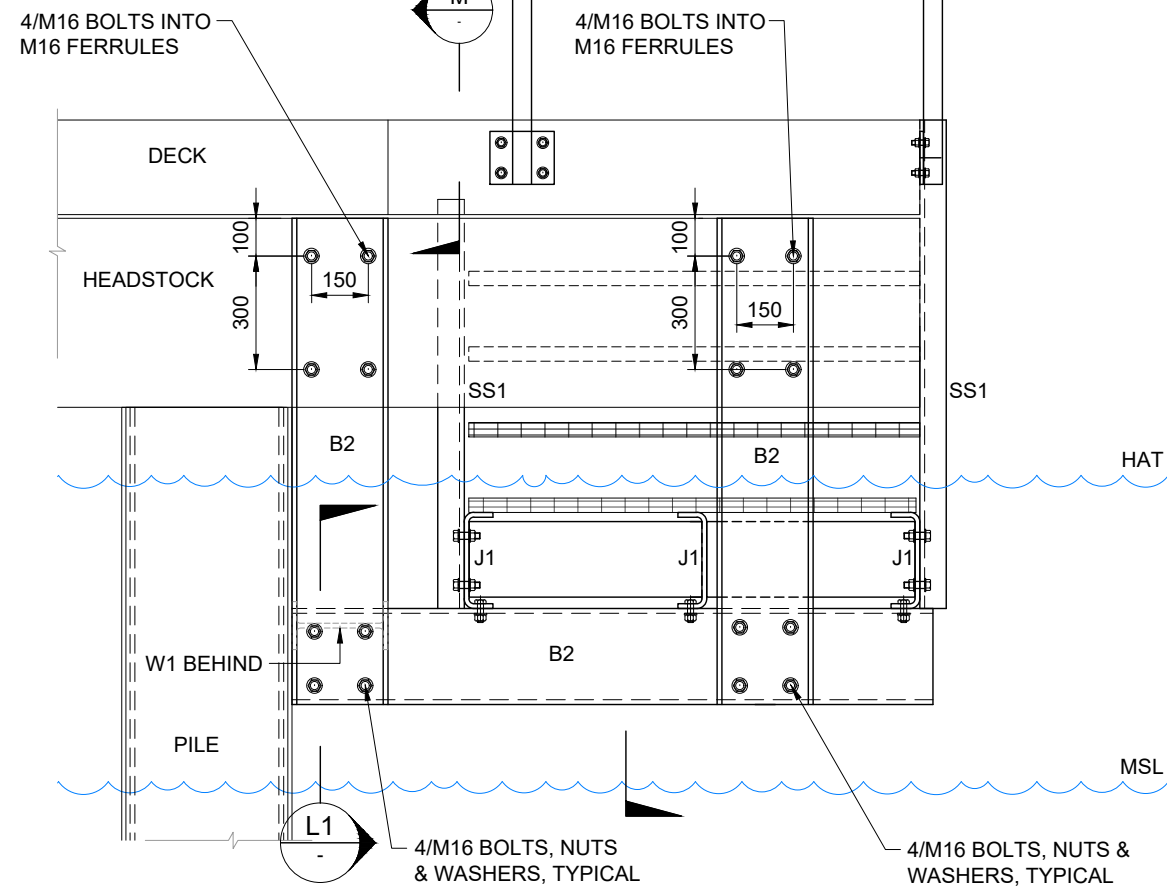 M
-
4/M16 BOLTS INTO
M16 FERRULES
4/M16 BOLTS INTO
M16 FERRULES
DECK
100
100
HEADSTOCK
150
300
150
300
SS1
SS1
B2
B2
HAT
J1
J1
J1
W1 BEHIND
B2
PILE
MSL
L1
-
4/M16 BOLTS, NUTS
& WASHERS, TYPICAL
4/M16 BOLTS, NUTS &
WASHERS, TYPICAL